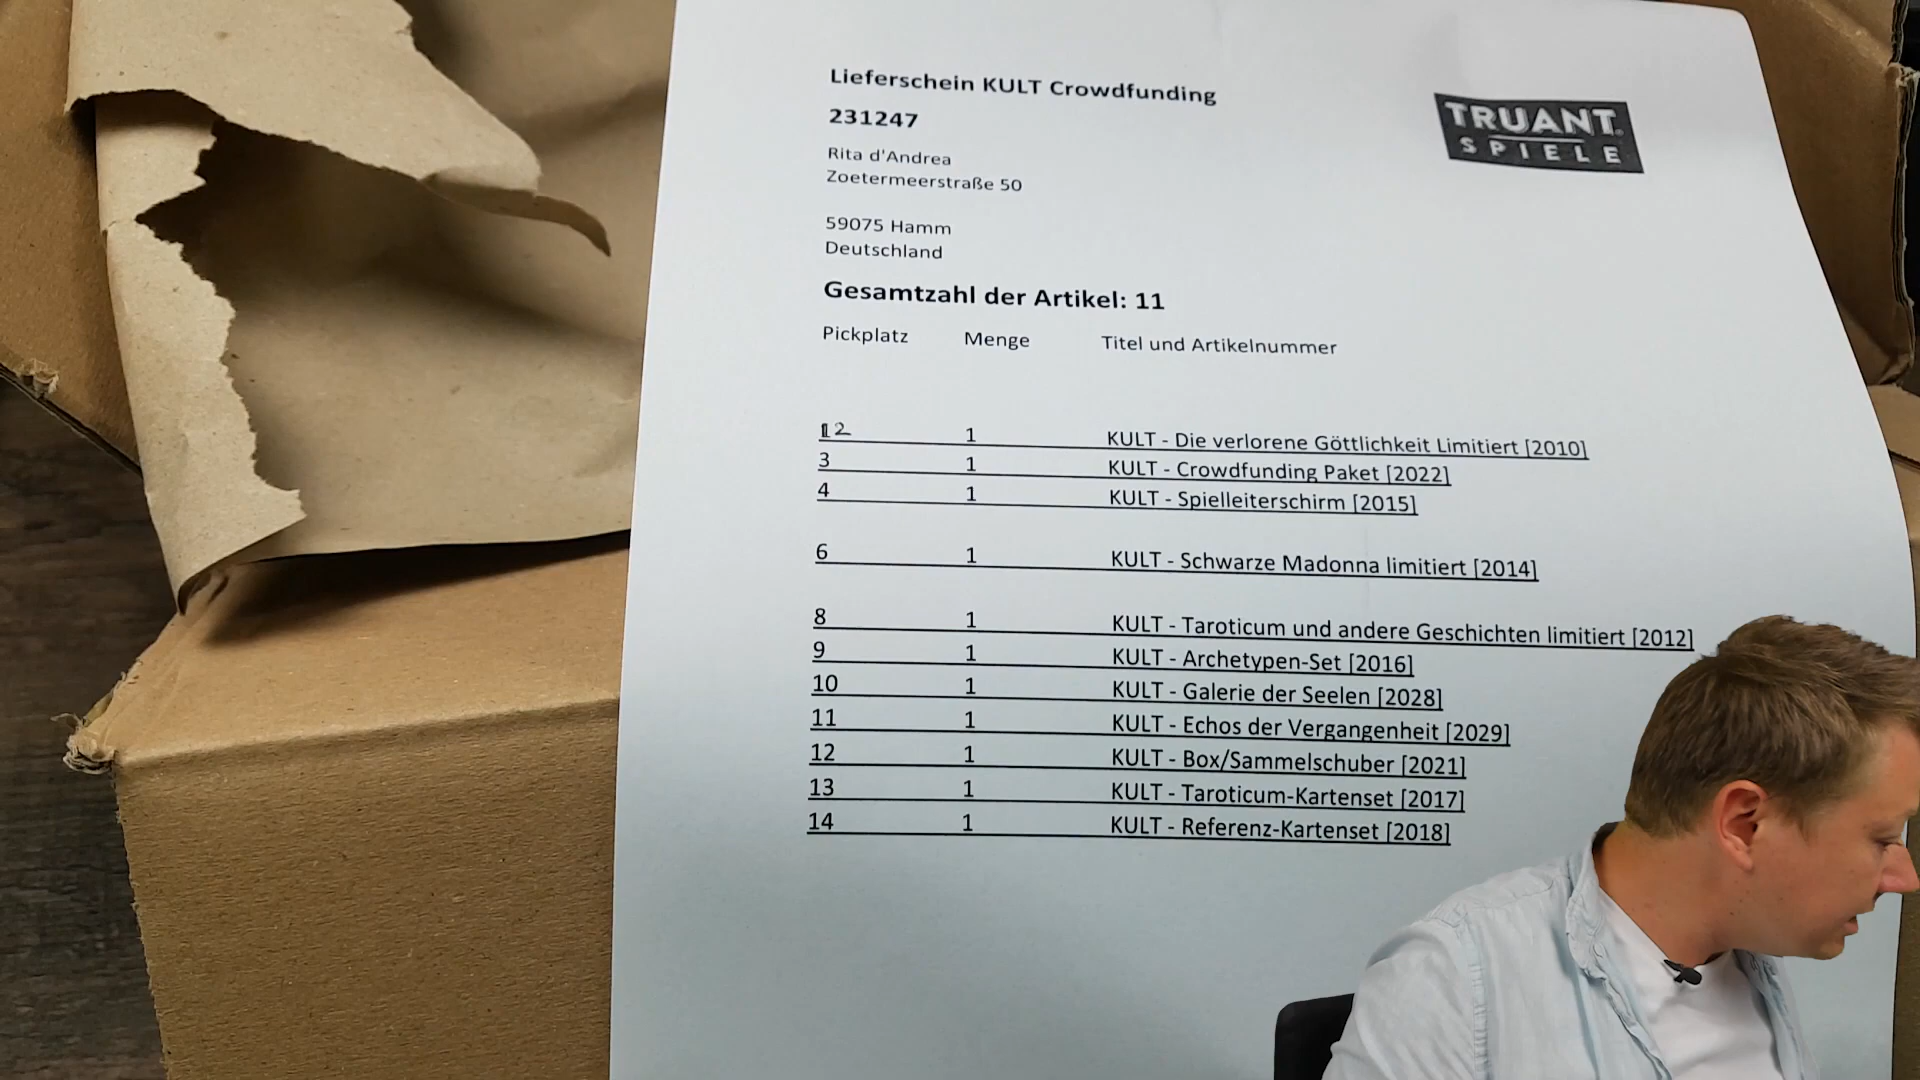 Lieferschein KULT Crowdfunding
231247
Rita d'Andrea
Zoetermeerstraße 50
59075 Hamm
Deutschland
TRUANT
SPIELE
Gesamtzahl der Artikel: 11
Pickplatz Menge Titel und Artikelnummer
12 1 KULT - Die verlorene Göttlichkeit Limitiert [2010]
3 1 KULT - Crowdfunding Paket [2022]
4 1 KULT - Spielleiterschirm [2015]
6 1 KULT - Schwarze Madonna limitiert [2014]
8 1 KULT - Taroticum und andere Geschichten limitiert [2012]
9 1 KULT - Archetypen-Set [2016]
10 1 KULT - Galerie der Seelen [2028]
11 1 KULT - Echos der Vergangenheit [2029]
12 1 KULT - Box/Sammelschuber [2021]
13 1 KULT - Taroticum-Kartenset [2017]
14 1 KULT - Referenz-Kartenset [2018]